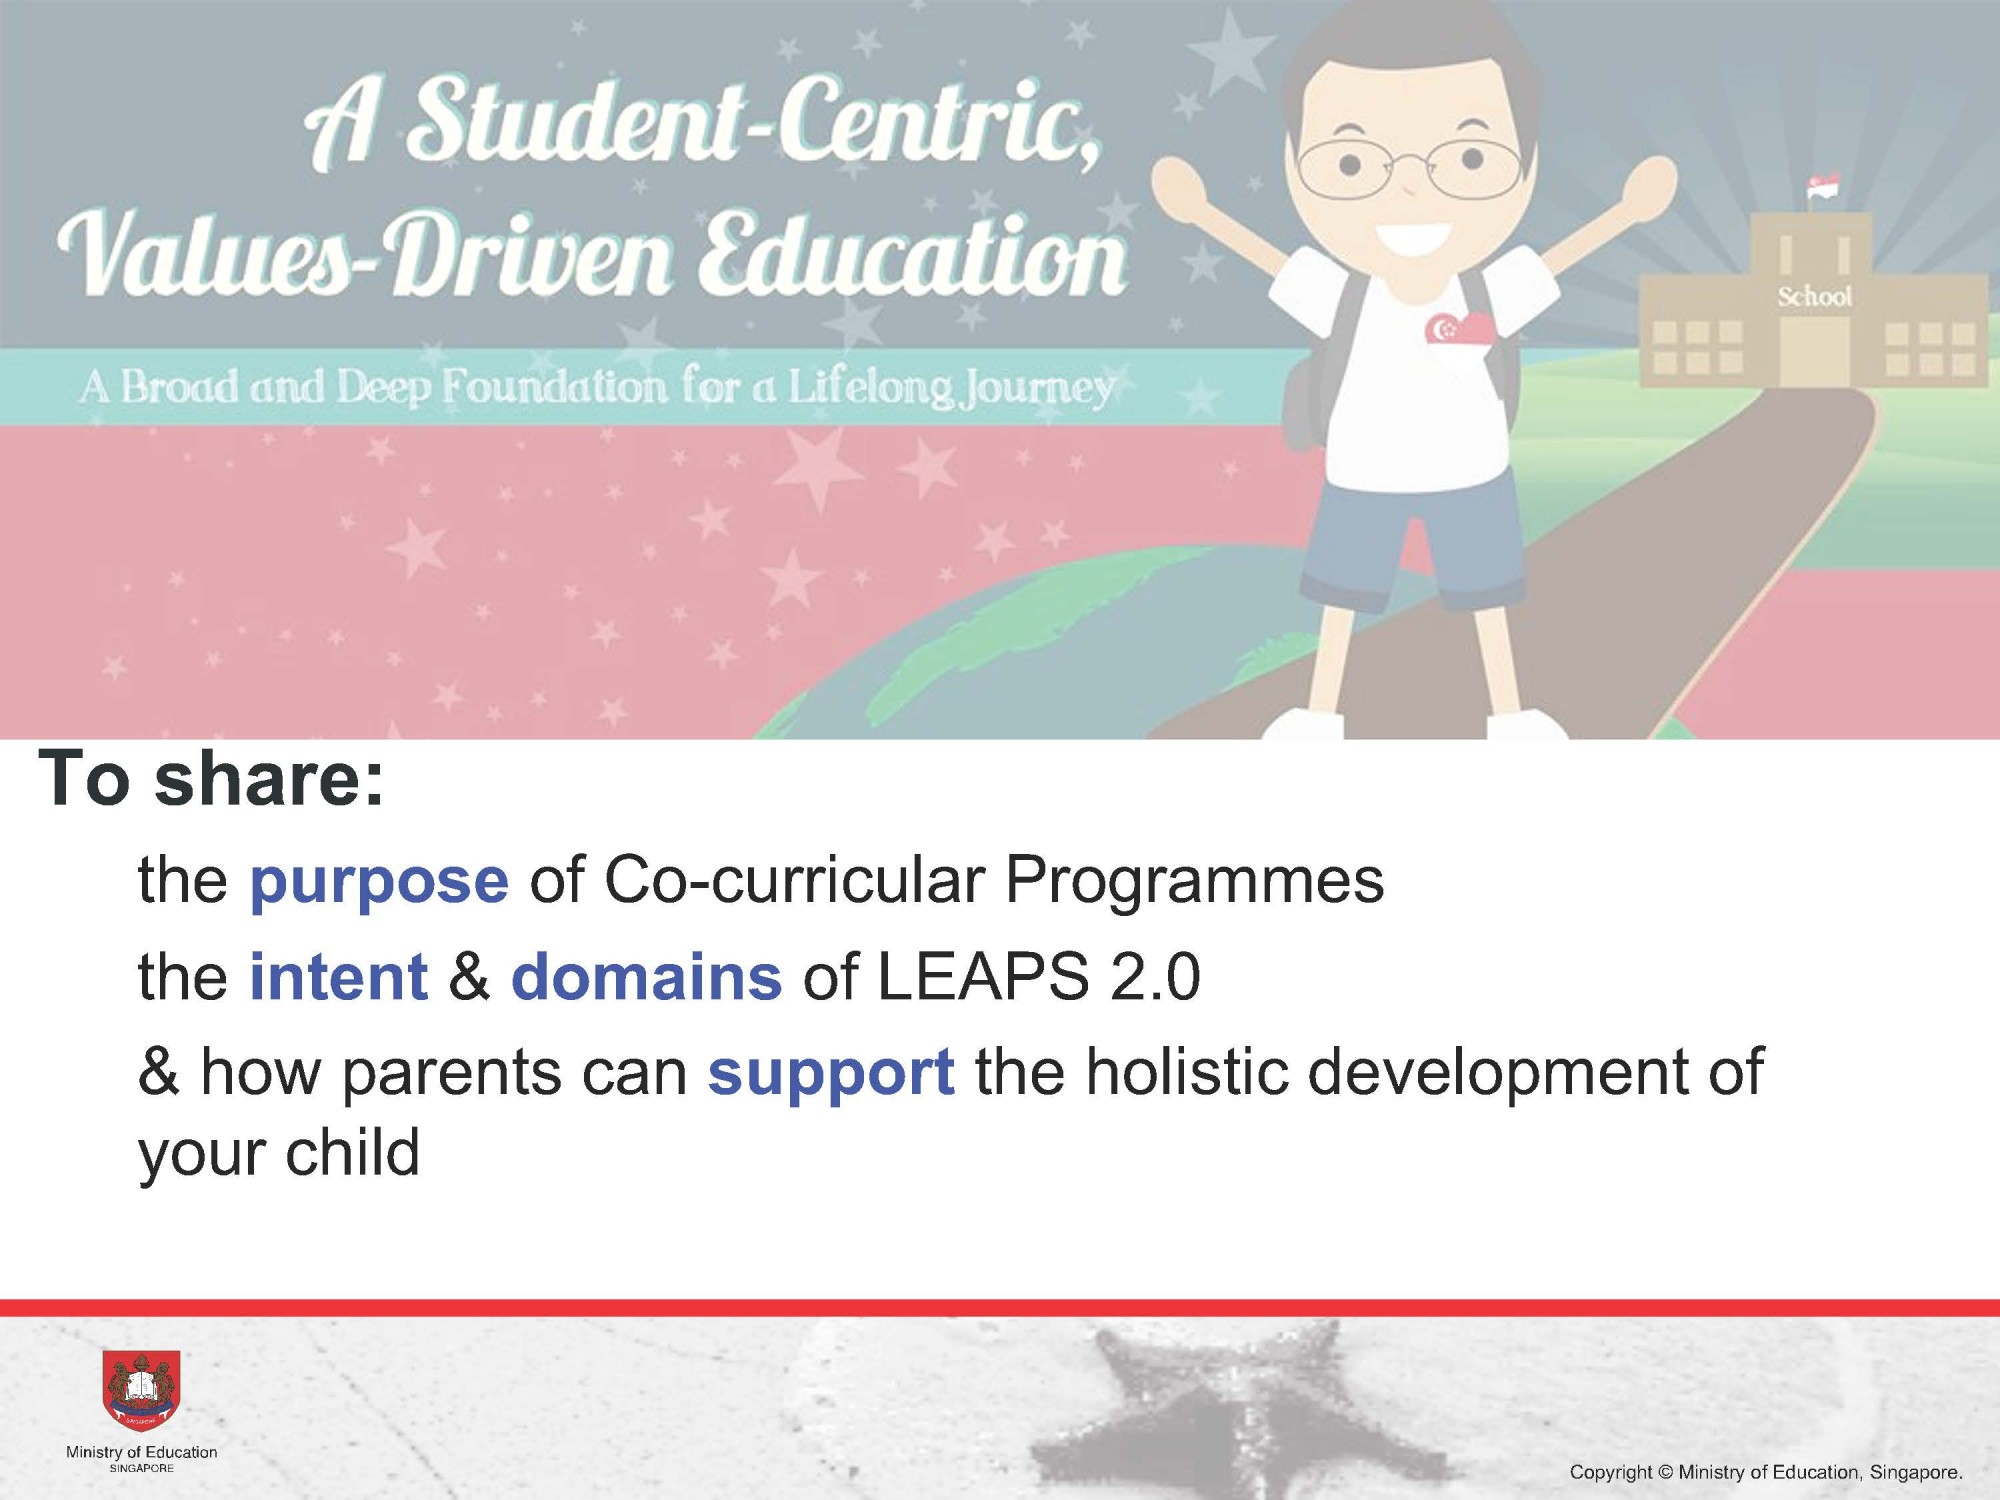 A Student-Centric,
Values-Driven Education
School
A Broad and Deep Foundation for a Lifelong Journey
To share:
the purpose of Co-curricular Programmes
the intent & domains of LEAPS 2.0
& how parents can support the holistic development of
your child
SINGAPORE
Ministry of Education
SINGAPORE
Copyright © Ministry of Education, Singapore.